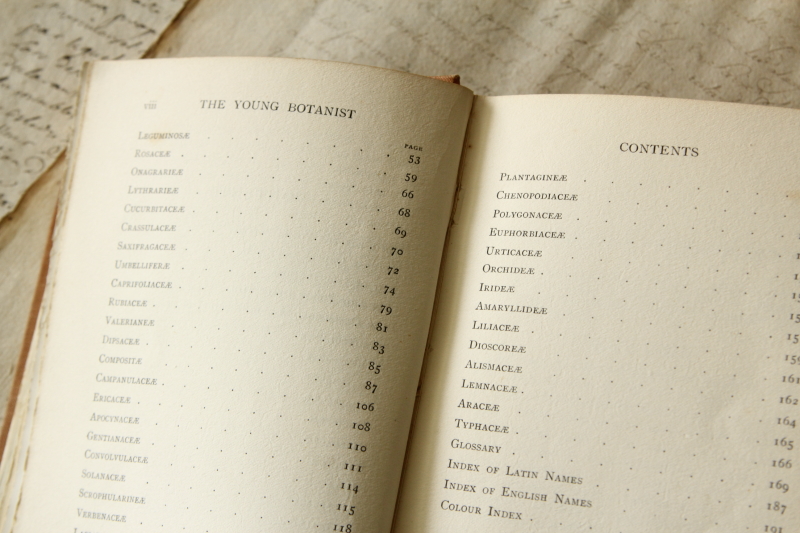 viii THE YOUNG BOTANIST
PAGE
LEGUMINOSÆ . . . . . . 53
ROSACEÆ . . . . . . 59
ONAGRARIEÆ . . . . . . 66
LYTHRARIEÆ . . . . . . 68
CUCURBITACEÆ . . . . . . 69
CRASSULACEÆ . . . . . . 70
SAXIFRAGACEÆ . . . . . . 72
UMBELLIFERÆ . . . . . . 74
CAPRIFOLIACEÆ . . . . . . 79
RUBIACEÆ . . . . . . 81
VALERIANEÆ . . . . . . 83
DIPSACEÆ . . . . . . 85
COMPOSITÆ . . . . . . 87
CAMPANULACEÆ . . . . . . 106
ERICACEÆ . . . . . . 108
APOCYNACEÆ . . . . . . 110
GENTIANACEÆ . . . . . . 111
CONVOLVULACEÆ . . . . . . 114
SOLANACEÆ . . . . . . 115
SCROPHULARINEÆ . . . . . . 118
VERBENACEÆ
CONTENTS
PLANTAGINEÆ
CHENOPODIACEÆ
POLYGONACEÆ
EUPHORBIACEÆ
URTICACEÆ
ORCHIDEÆ
IRIDEÆ
AMARYLLIDEÆ
LILIACEÆ . . . . . . 159
DIOSCOREÆ . . . . . . 161
ALISMACEÆ . . . . . . 162
LEMNACEÆ . . . . . . 164
ARACEÆ . . . . . . 165
TYPHACEÆ . . . . . . 166
GLOSSARY . . . . . . 169
INDEX OF LATIN NAMES . . . . 187
INDEX OF ENGLISH NAMES . . . . 191
COLOUR INDEX